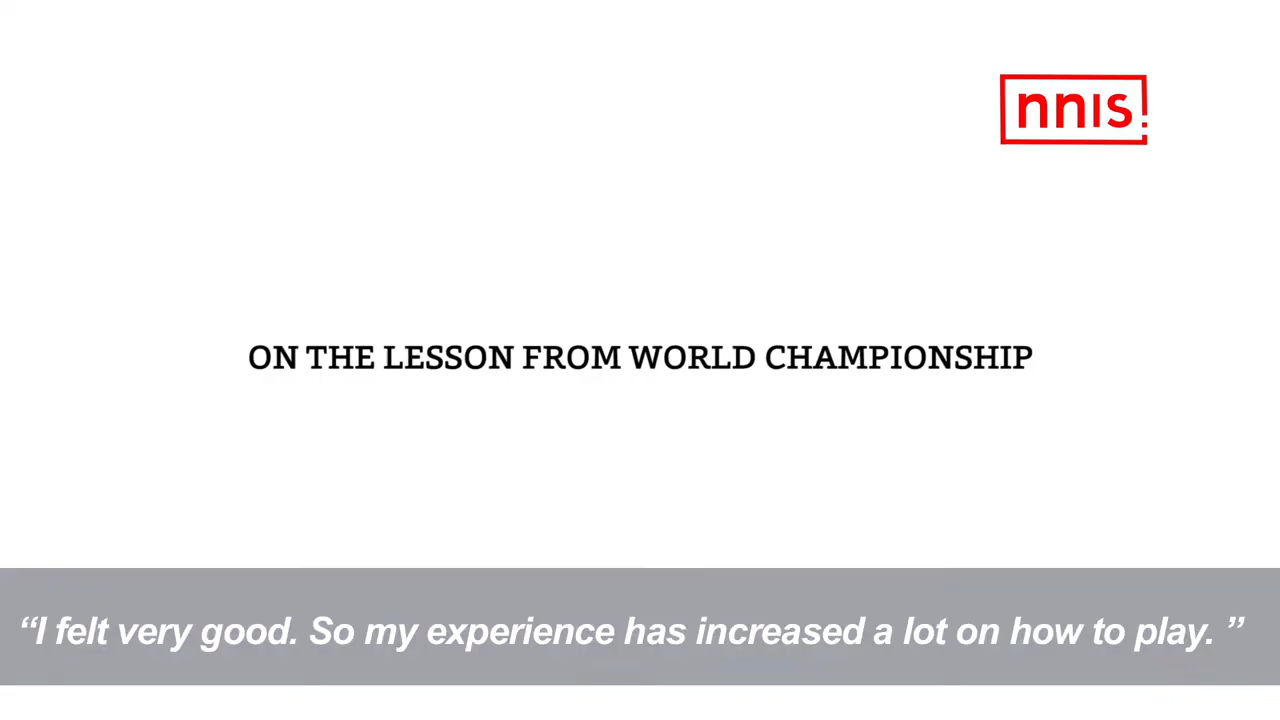 nnis!
ON THE LESSON FROM WORLD CHAMPIONSHIP
“I felt very good. So my experience has increased a lot on how to play. ”